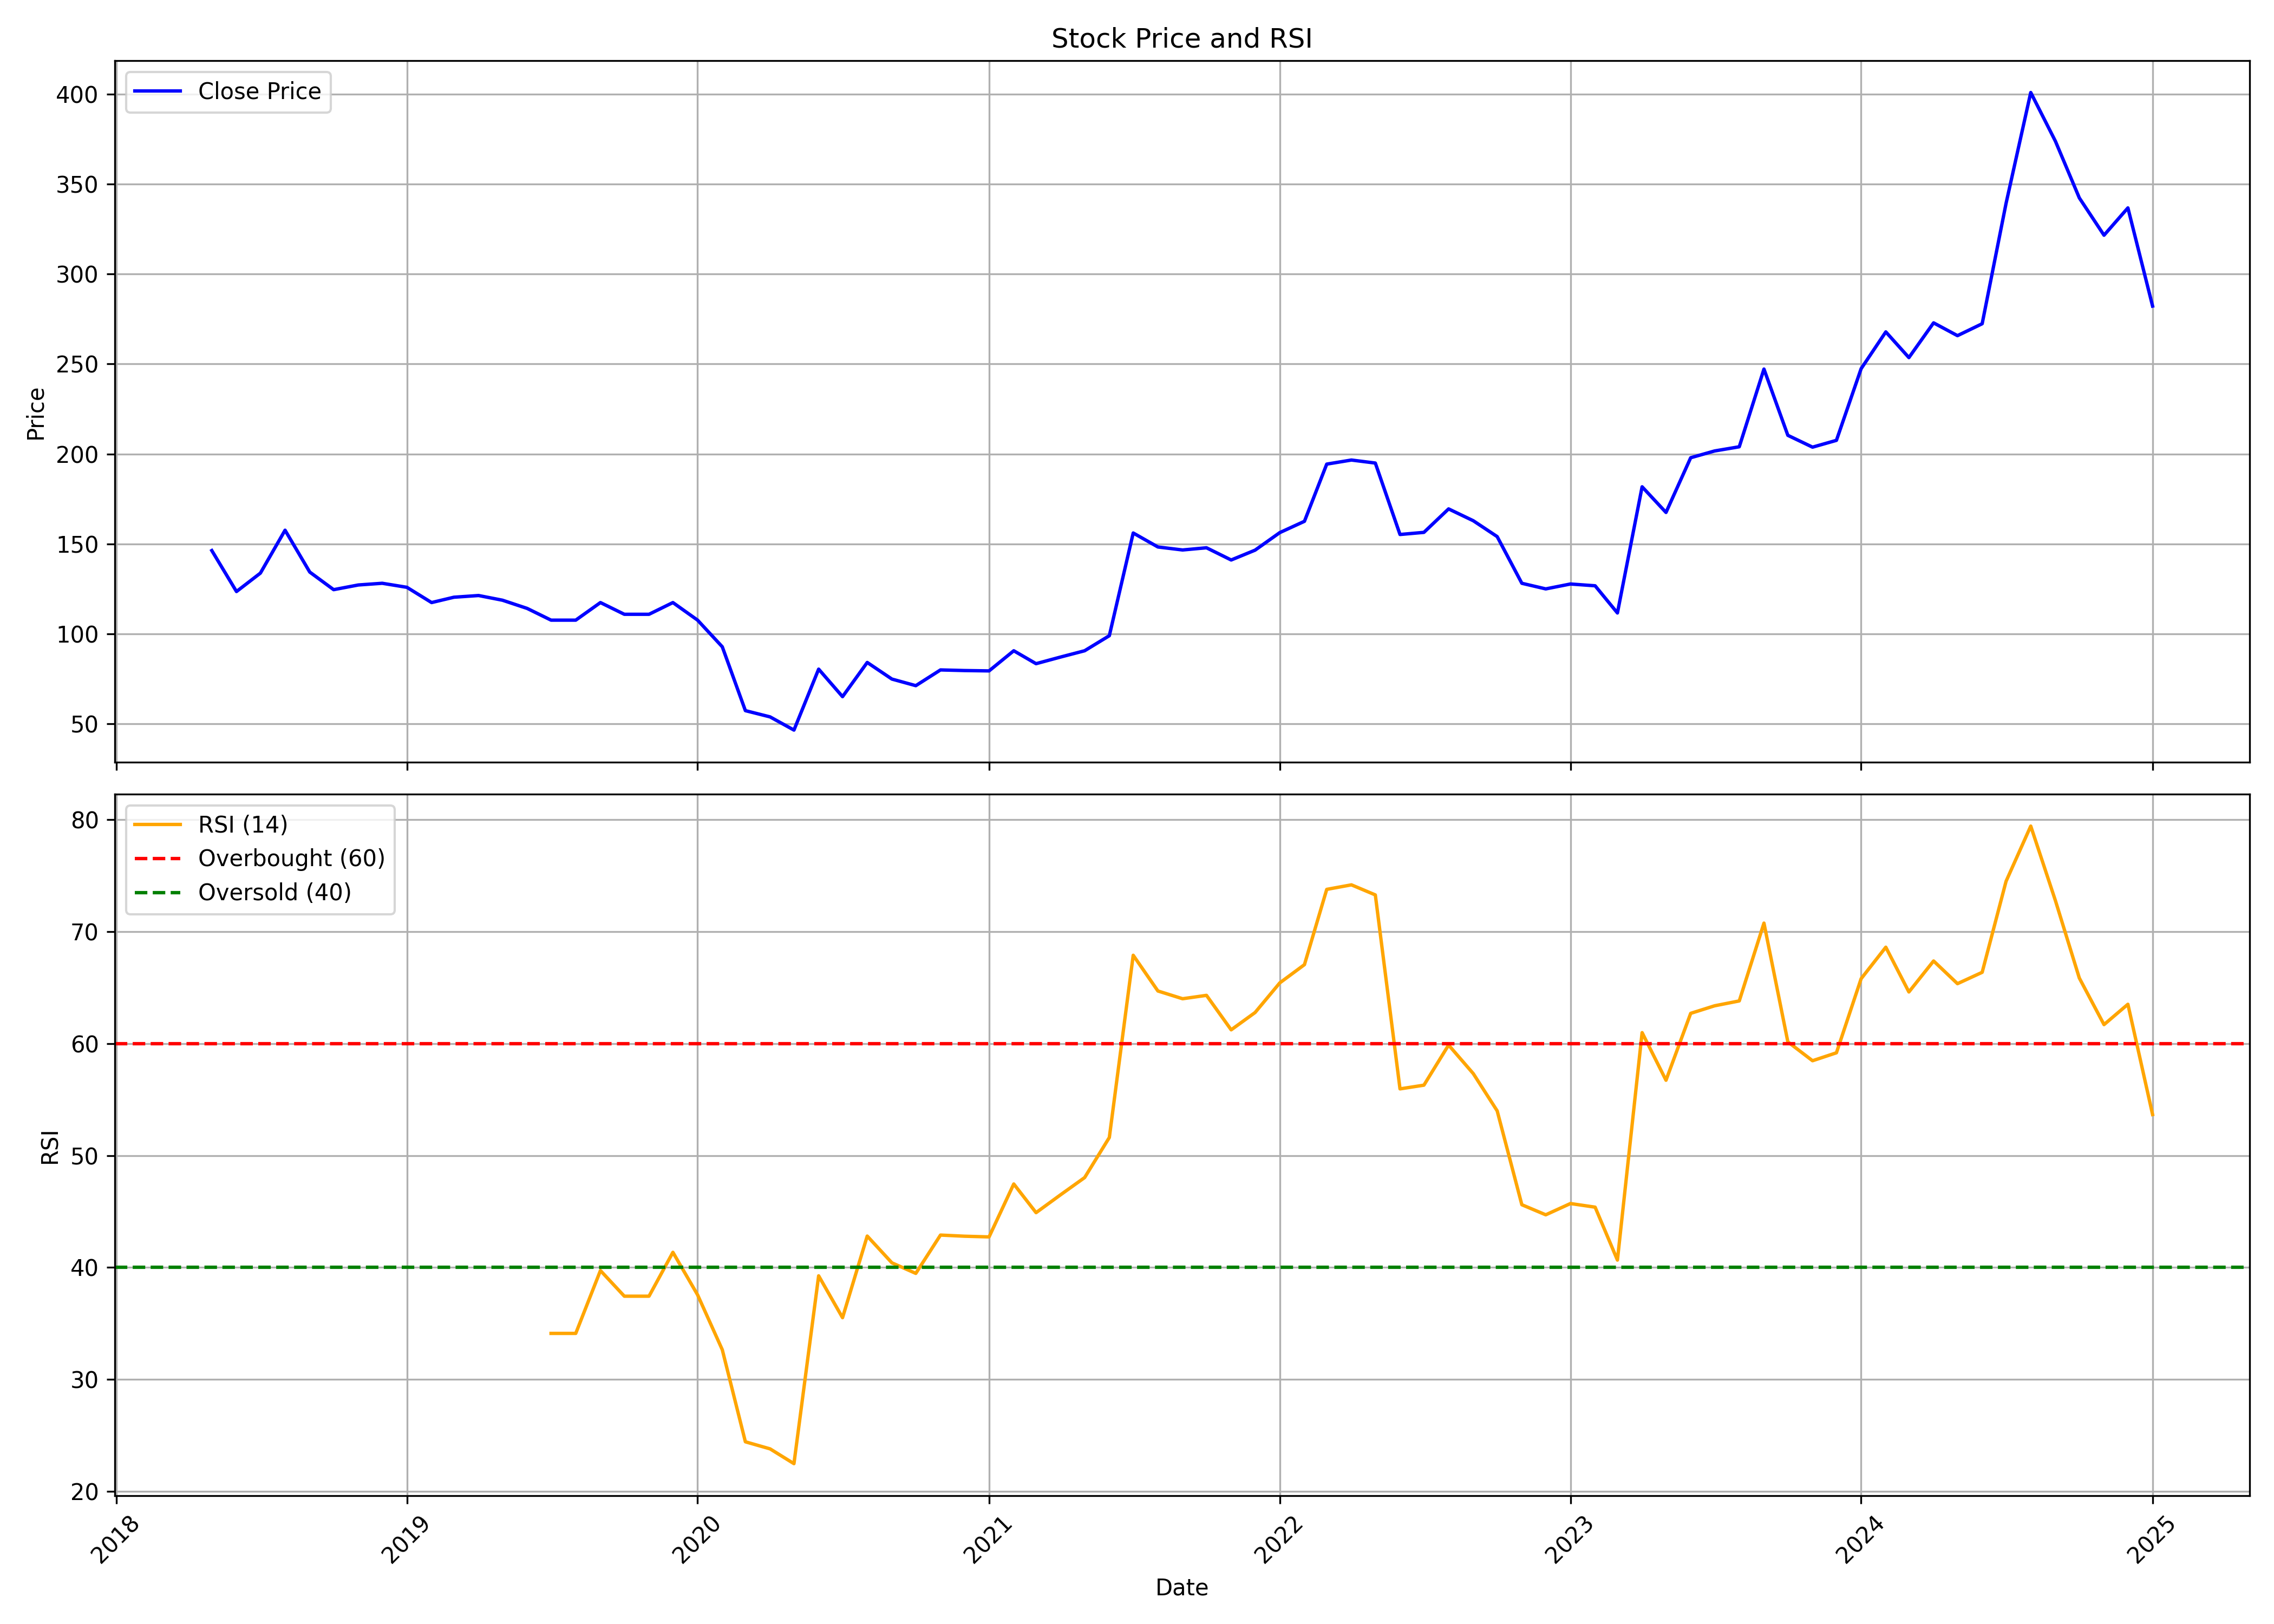 Stock Price and RSI
Close Price
400
350
300
250
200
150
100
50
Price
RSI (14)
Overbought (60)
Oversold (40)
80
70
60
50
40
30
20
RSI
2018
2019
2020
2021
2022
2023
2024
2025
Date